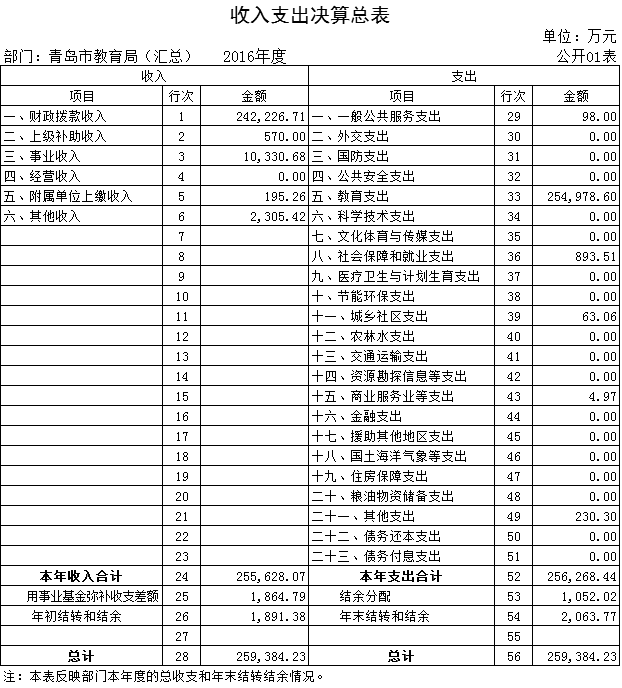 收入支出决算总表
单位：万元
部门：青岛市教育局（汇总） 2016年度 公开01表
收入 支出
项目 行次 金额 项目 行次 金额
一、财政拨款收入 1 242,226.71 一、一般公共服务支出 29 98.00
二、上级补助收入 2 570.00 二、外交支出 30 0.00
三、事业收入 3 10,330.68 三、国防支出 31 0.00
四、经营收入 4 0.00 四、公共安全支出 32 0.00
五、附属单位上缴收入 5 195.26 五、教育支出 33 254,978.60
六、其他收入 6 2,305.42 六、科学技术支出 34 0.00
7 七、文化体育与传媒支出 35 0.00
8 八、社会保障和就业支出 36 893.51
9 九、医疗卫生与计划生育支出 37 0.00
10 十、节能环保支出 38 0.00
11 十一、城乡社区支出 39 63.06
12 十二、农林水支出 40 0.00
13 十三、交通运输支出 41 0.00
14 十四、资源勘探信息等支出 42 0.00
15 十五、商业服务业等支出 43 4.97
16 十六、金融支出 44 0.00
17 十七、援助其他地区支出 45 0.00
18 十八、国土海洋气象等支出 46 0.00
19 十九、住房保障支出 47 0.00
20 二十、粮油物资储备支出 48 0.00
21 二十一、其他支出 49 230.30
22 二十二、债务还本支出 50 0.00
23 二十三、债务付息支出 51 0.00
本年收入合计 24 255,628.07 本年支出合计 52 256,268.44
用事业基金弥补收支差额 25 1,864.79 结余分配 53 1,052.02
年初结转和结余 26 1,891.38 年末结转和结余 54 2,063.77
27 55
总计 28 259,384.23 总计 56 259,384.23
注：本表反映部门本年度的总收支和年末结转结余情况。